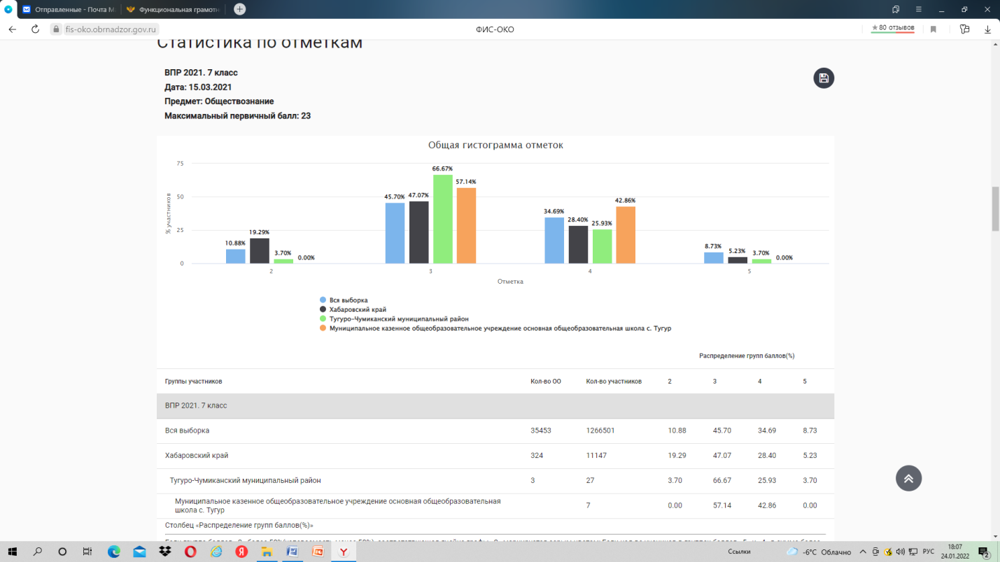 Отправленные - Почта М
Функциональная грамотн
fis-oko.obrnadzor.gov.ru
ФИС-ОКО
★ 80 отзывов
Статистика по отметкам
ВПР 2021. 7 класс
Дата: 15.03.2021
Предмет: Обществознание
Максимальный первичный балл: 23
Общая гистограмма отметок
% участников
75
50
25
0
10.88% 19.29% 3.70% 0.00%
45.70% 47.07% 66.67% 57.14%
34.69% 28.40% 25.93% 42.86%
8.73% 5.23% 3.70% 0.00%
2 3 4 5
Отметка
Вся выборка
Хабаровский край
Тугуро-Чумиканский муниципальный район
Муниципальное казенное общеобразовательное учреждение основная общеобразовательная школа с. Тугур
Распределение групп баллов(%)
Группы участников Кол-во ОО Кол-во участников 2 3 4 5
ВПР 2021. 7 класс
Вся выборка 35453 1266501 10.88 45.70 34.69 8.73
Хабаровский край 324 11147 19.29 47.07 28.40 5.23
Тугуро-Чумиканский муниципальный район 3 27 3.70 66.67 25.93 3.70
Муниципальное казенное общеобразовательное учреждение основная общеобразовательная
школа с. Тугур 7 0.00 57.14 42.86 0.00
Столбец «Распределение групп баллов(%)»
Ссылки
-6°C Облачно
РУС
18:07
24.01.2022
2